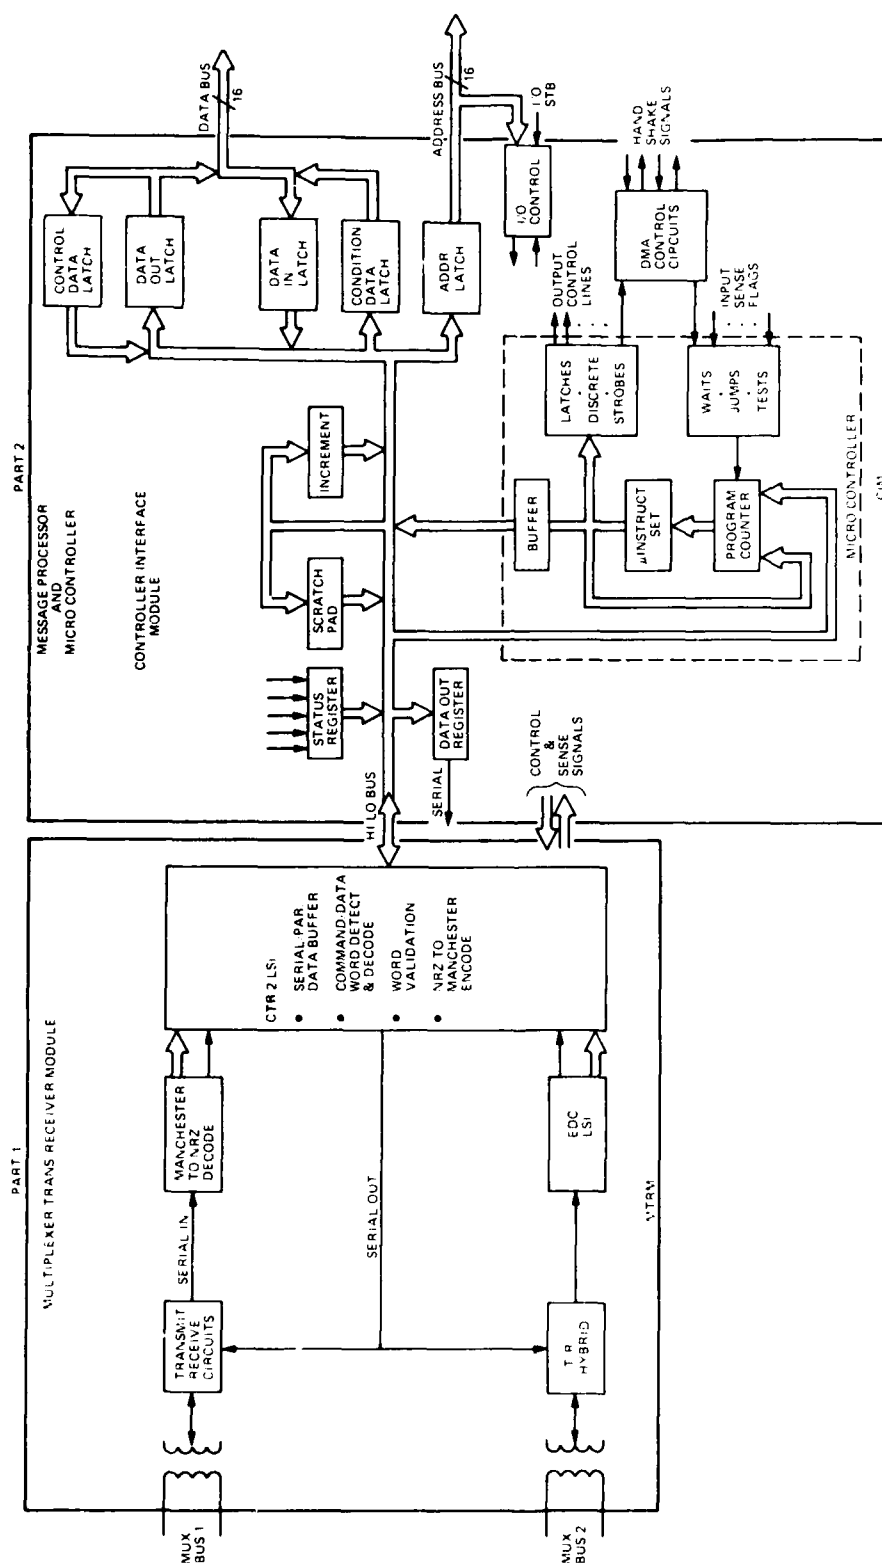 PART 1
MULTIPLEXER TRANS RECEIVER MODULE
MUX
BUS 1
TRANSMIT
RECEIVE
CIRCUITS
SERIAL IN
MANCHESTER
TO NRZ
DECODE
SERIAL OUT
CTR 2 LSI
• SERIAL-PAR
DATA BUFFER
• COMMAND-DATA
WORD DETECT
& DECODE
• WORD
VALIDATION
• NRZ TO
MANCHESTER
ENCODE
MUX
BUS 2
T R
HYBRID
EDC
LSI
MTRM
PART 2
MESSAGE PROCESSOR
AND
MICRO CONTROLLER
CONTROLLER INTERFACE
MODULE
HI LO BUS
STATUS
REGISTER
SCRATCH
PAD
INCREMENT
SERIAL
DATA OUT
REGISTER
CONTROL
&
SENSE
SIGNALS
CONTROL
DATA
LATCH
DATA
OUT
LATCH
DATA
IN
LATCH
CONDITION
DATA
LATCH
ADDR
LATCH
DATA BUS
16
ADDRESS BUS
16
I/O
CONTROL
I/O
STB
BUFFER
µINSTRUCT
SET
PROGRAM
COUNTER
LATCHES
DISCRETE
STROBES
OUTPUT
CONTROL
LINES
WAITS
JUMPS
TESTS
INPUT
SENSE
FLAGS
DMA
CONTROL
CIRCUITS
HAND
SHAKE
SIGNALS
MICRO CONTROLLER